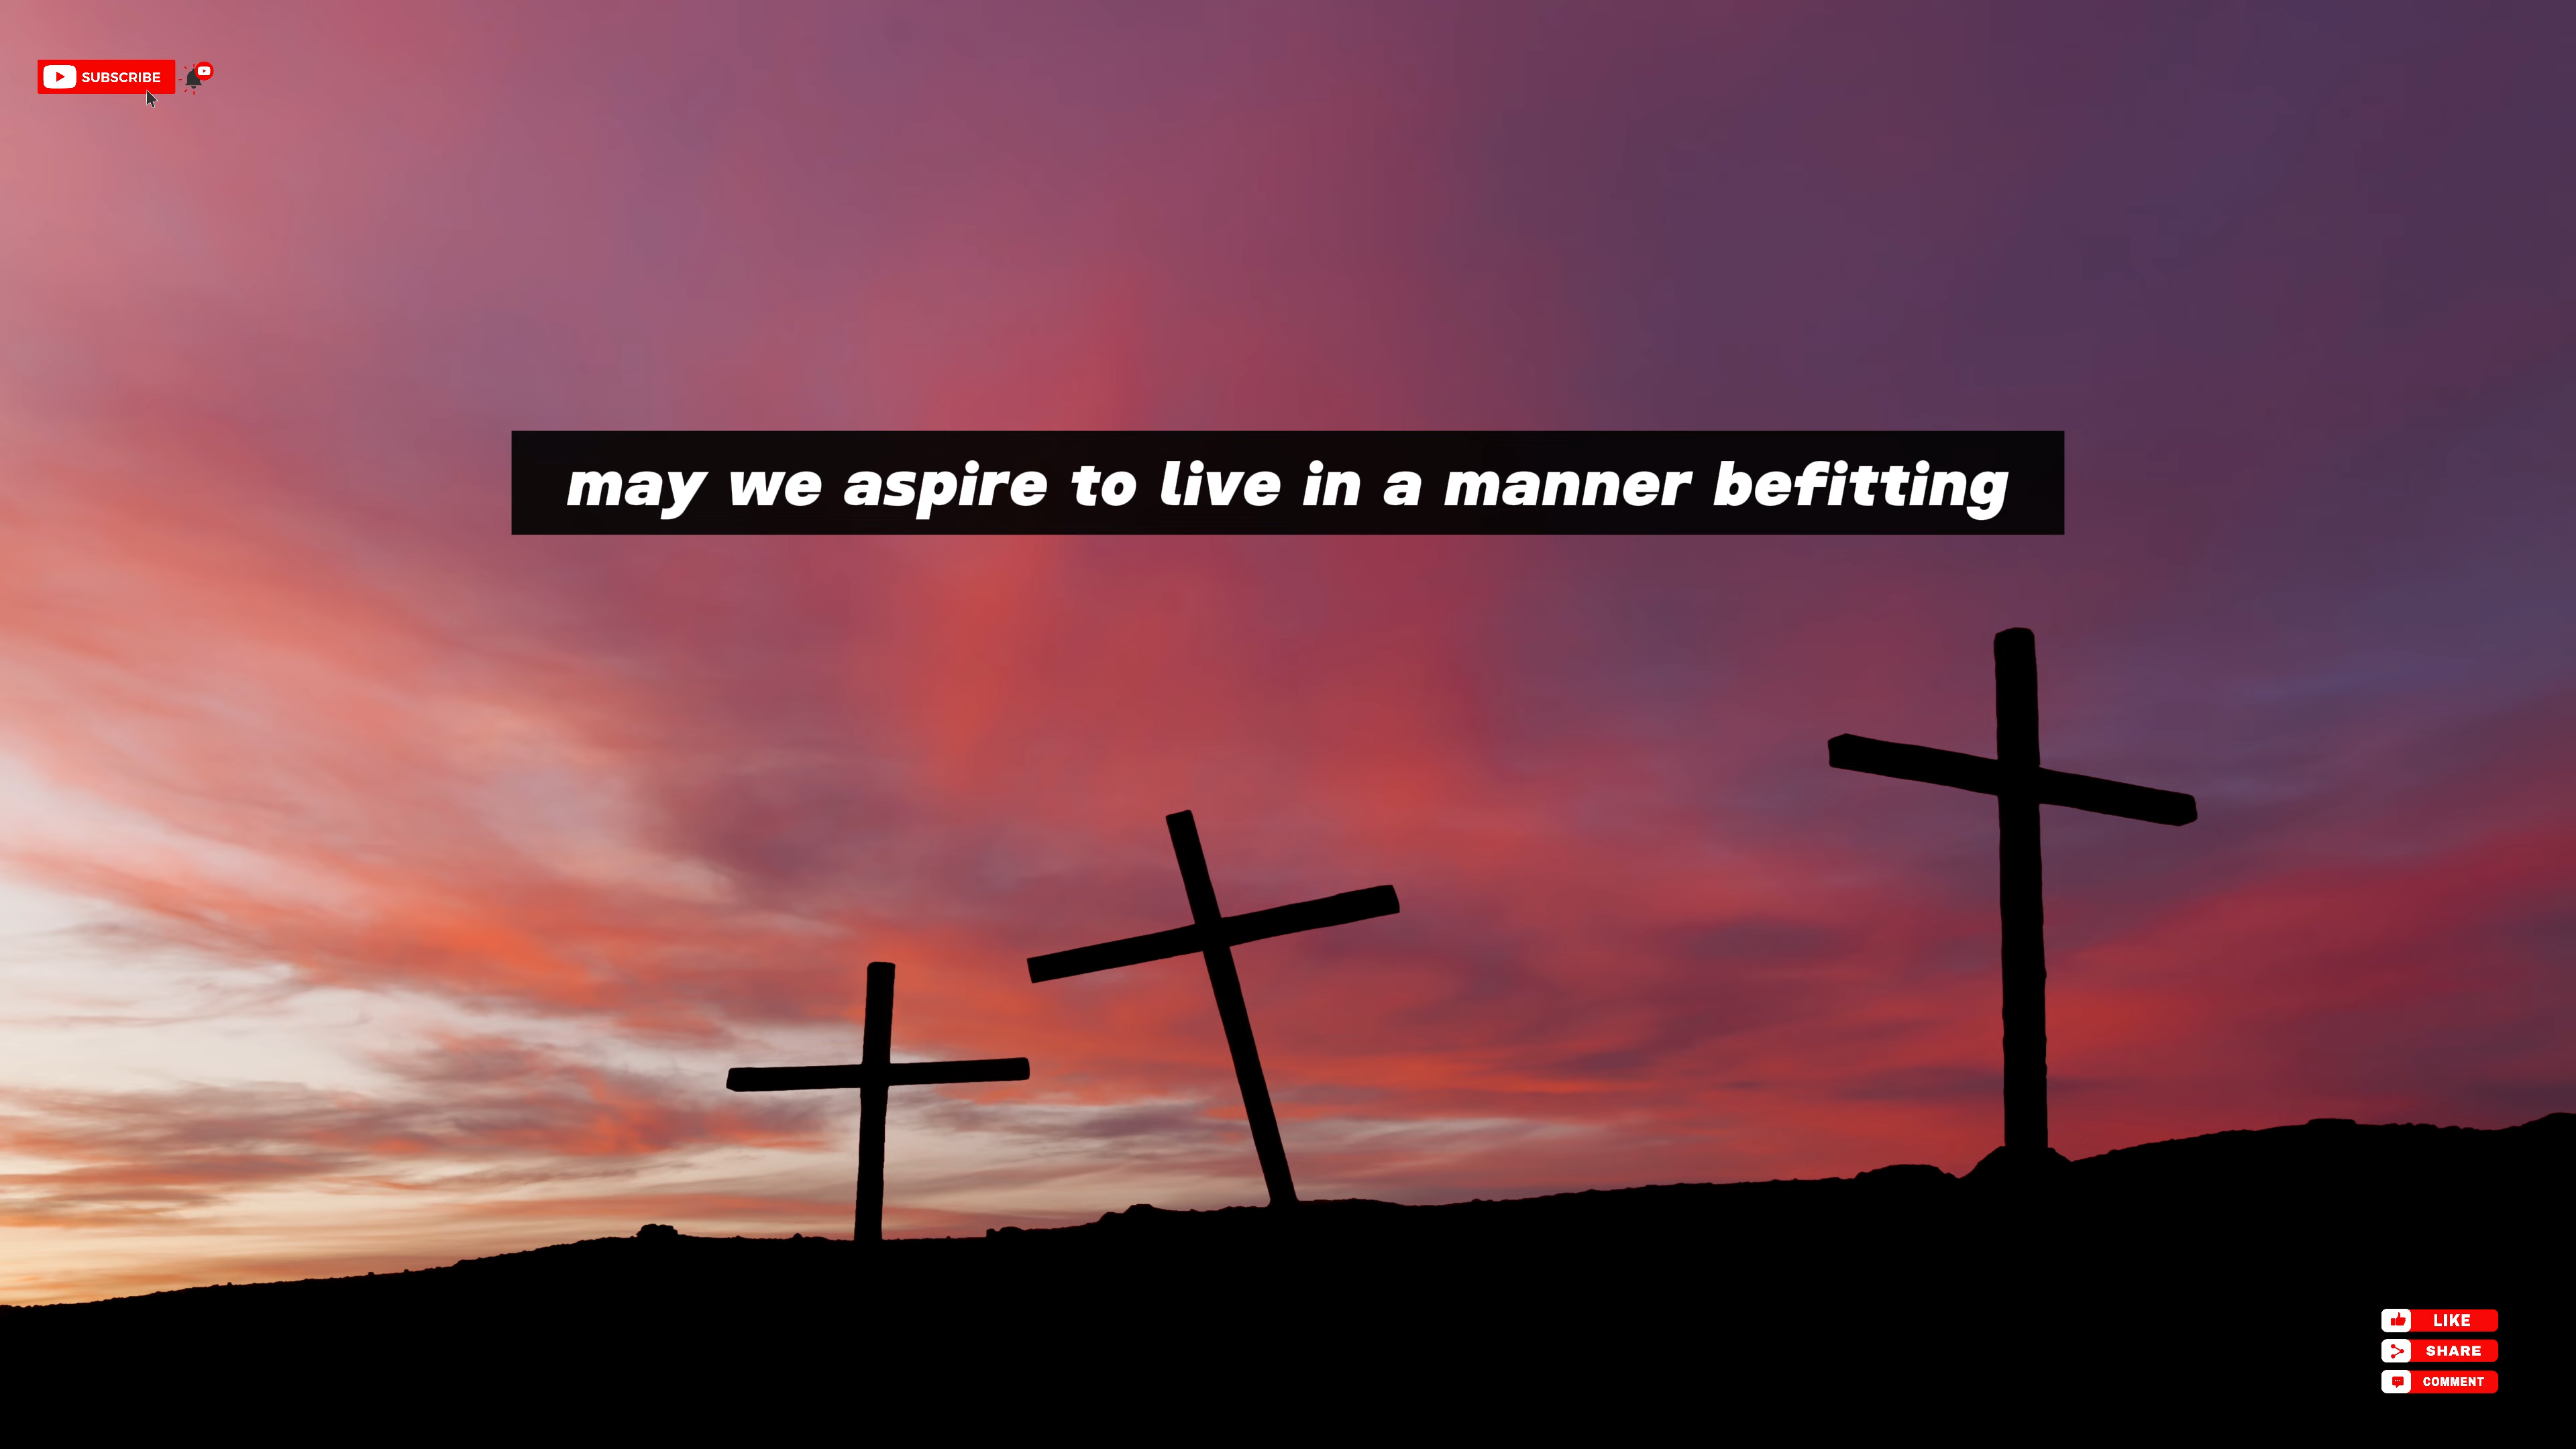 SUBSCRIBE
may we aspire to live in a manner befitting
LIKE
SHARE
COMMENT